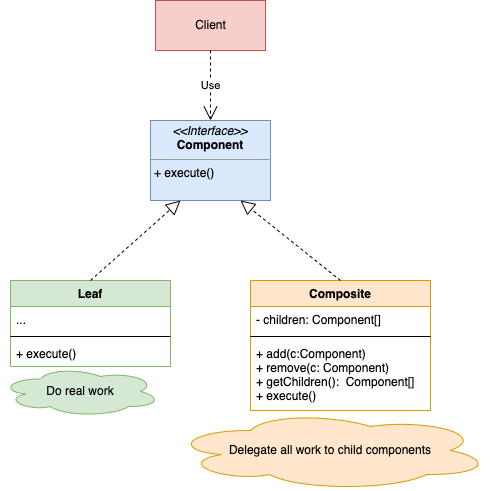 Client
Use
<<Interface>>
Component
+ execute()
Leaf
...
+ execute()
Do real work
Composite
- children: Component[]
+ add(c:Component)
+ remove(c: Component)
+ getChildren():  Component[]
+ execute()
Delegate all work to child components